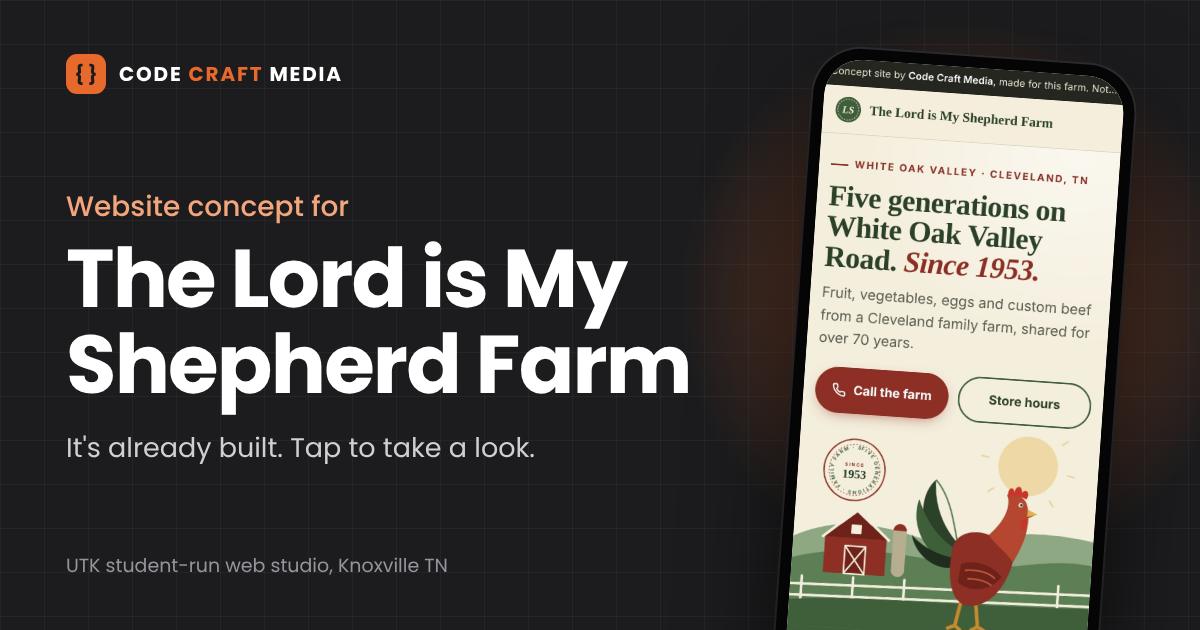 { } CODE CRAFT MEDIA
Website concept for
The Lord is My
Shepherd Farm
It's already built. Tap to take a look.
UTK student-run web studio, Knoxville TN
Concept site by Code Craft Media, made for this farm. Not...
LS The Lord is My Shepherd Farm
WHITE OAK VALLEY · CLEVELAND, TN
Five generations on
White Oak Valley
Road. Since 1953.
Fruit, vegetables, eggs and custom beef
from a Cleveland family farm, shared for
over 70 years.
Call the farm
Store hours
FAMILY FARM · FIVE GENERATIONS ·
SINCE
1953